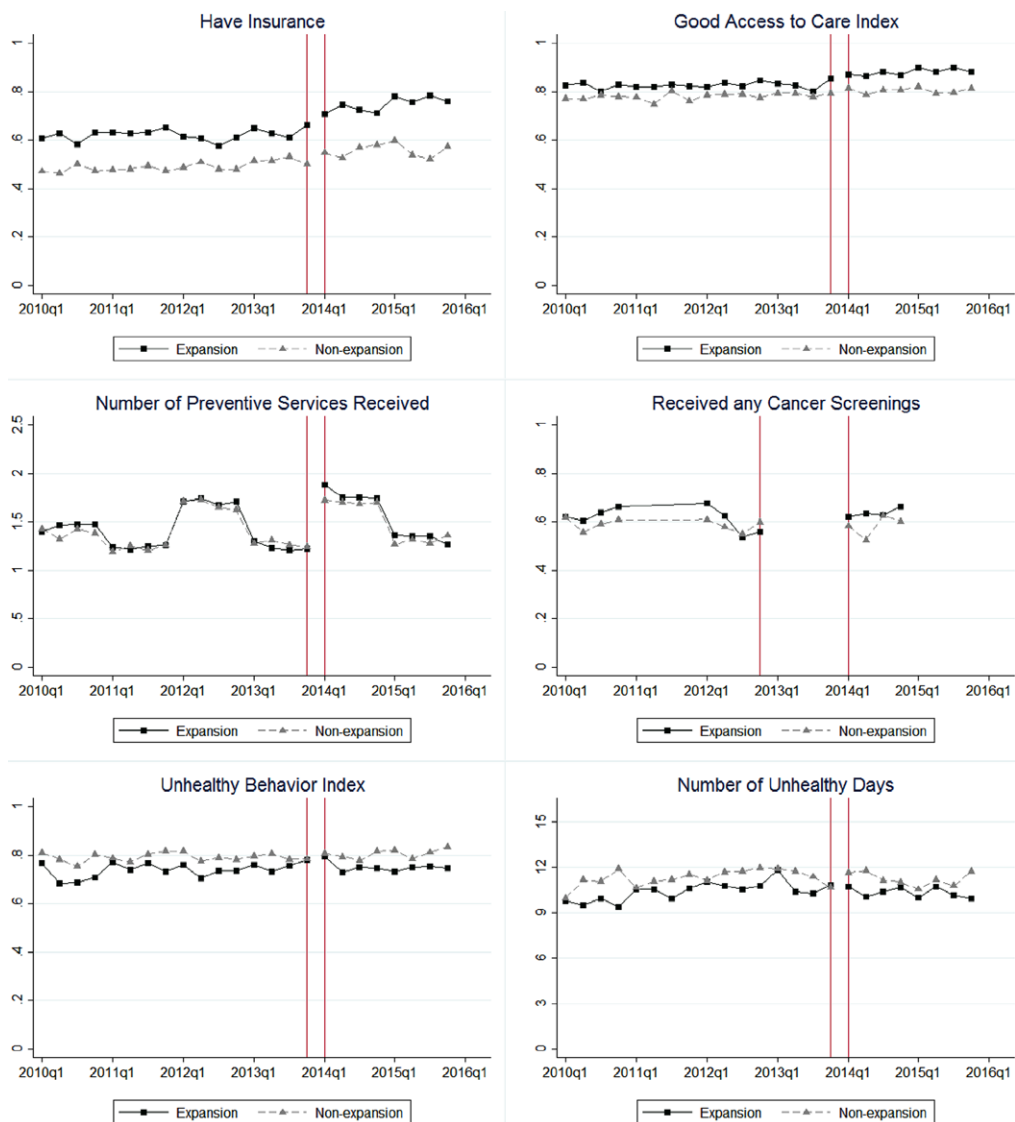 Have Insurance
1
.8
.6
.4
.2
0
2010q1 2011q1 2012q1 2013q1 2014q1 2015q1 2016q1
Expansion Non-expansion
Good Access to Care Index
1
.8
.6
.4
.2
0
2010q1 2011q1 2012q1 2013q1 2014q1 2015q1 2016q1
Expansion Non-expansion
Number of Preventive Services Received
2.5
2
1.5
1
.5
0
2010q1 2011q1 2012q1 2013q1 2014q1 2015q1 2016q1
Expansion Non-expansion
Received any Cancer Screenings
1
.8
.6
.4
.2
0
2010q1 2011q1 2012q1 2013q1 2014q1 2015q1 2016q1
Expansion Non-expansion
Unhealthy Behavior Index
1
.8
.6
.4
.2
0
2010q1 2011q1 2012q1 2013q1 2014q1 2015q1 2016q1
Expansion Non-expansion
Number of Unhealthy Days
15
12
9
6
3
0
2010q1 2011q1 2012q1 2013q1 2014q1 2015q1 2016q1
Expansion Non-expansion